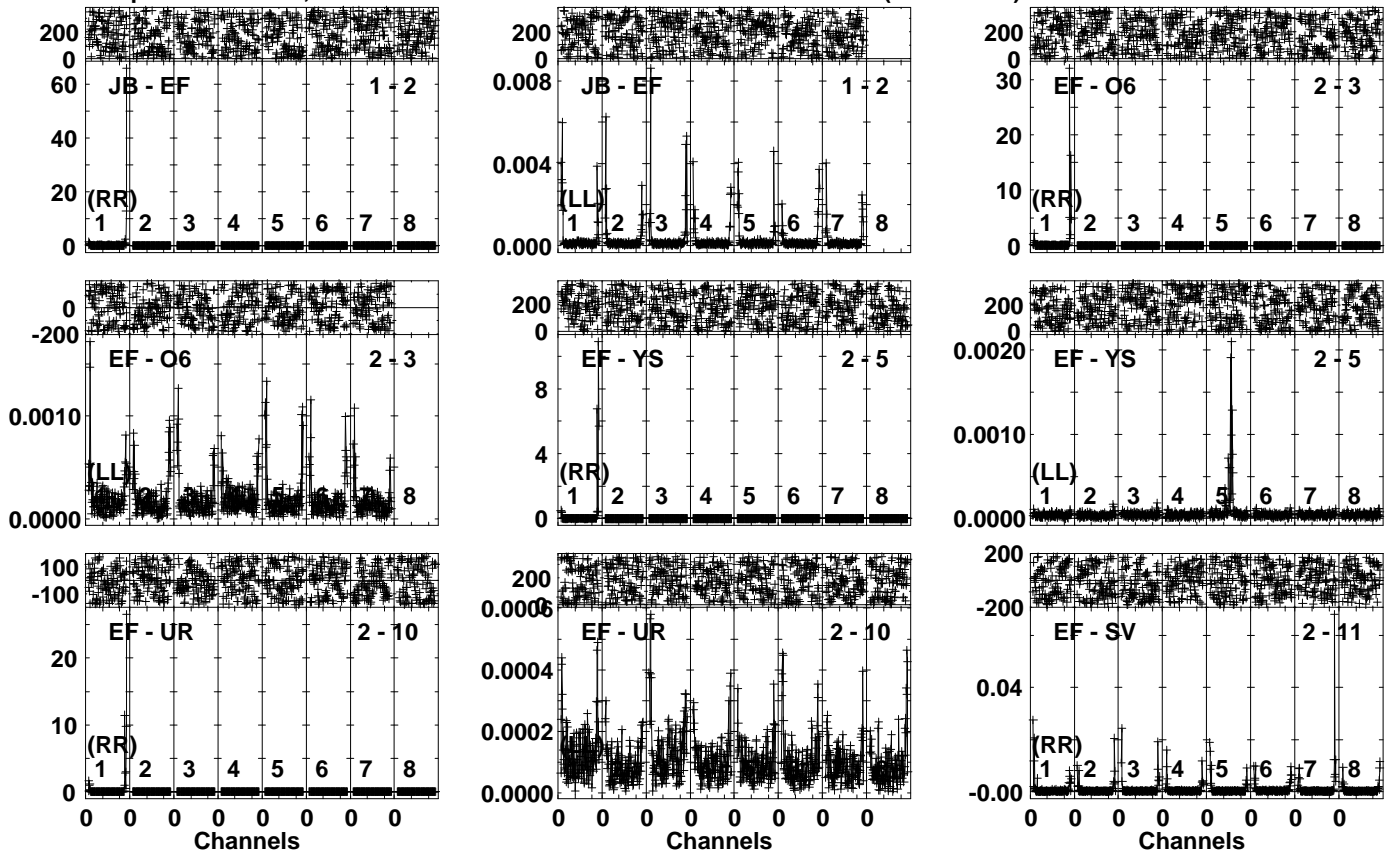 200
0
60
40
20
0
JB - EF 1 - 2
(RR)
1 2 3 4 5 6 7 8
200
0
0.008
0.004
0.000
JB - EF 1 - 2
(LL)
1 2 3 4 5 6 7 8
200
0
30
20
10
0
EF - O6 2 - 3
(RR)
1 2 3 4 5 6 7 8
0
-200
0.0010
0.0000
EF - O6 2 - 3
(LL)
8
200
0
8
4
0
EF - YS 2 - 5
(RR)
1 2 3 4 5 6 7 8
200
0
0.0020
0.0010
0.0000
EF - YS 2 - 5
(LL)
1 2 3 4 5 6 7 8
100
-100
20
10
0
EF - UR 2 - 10
(RR)
1 2 3 4 5 6 7 8
0 0 0 0 0 0 0 0
Channels
200
0
0.0006
0.0004
0.0002
0.0000
EF - UR 2 - 10
0 0 0 0 0 0 0 0
Channels
200
-200
0.04
-0.00
EF - SV 2 - 11
(RR)
1 2 3 4 5 6 7 8
0 0 0 0 0 0 0 0
Channels